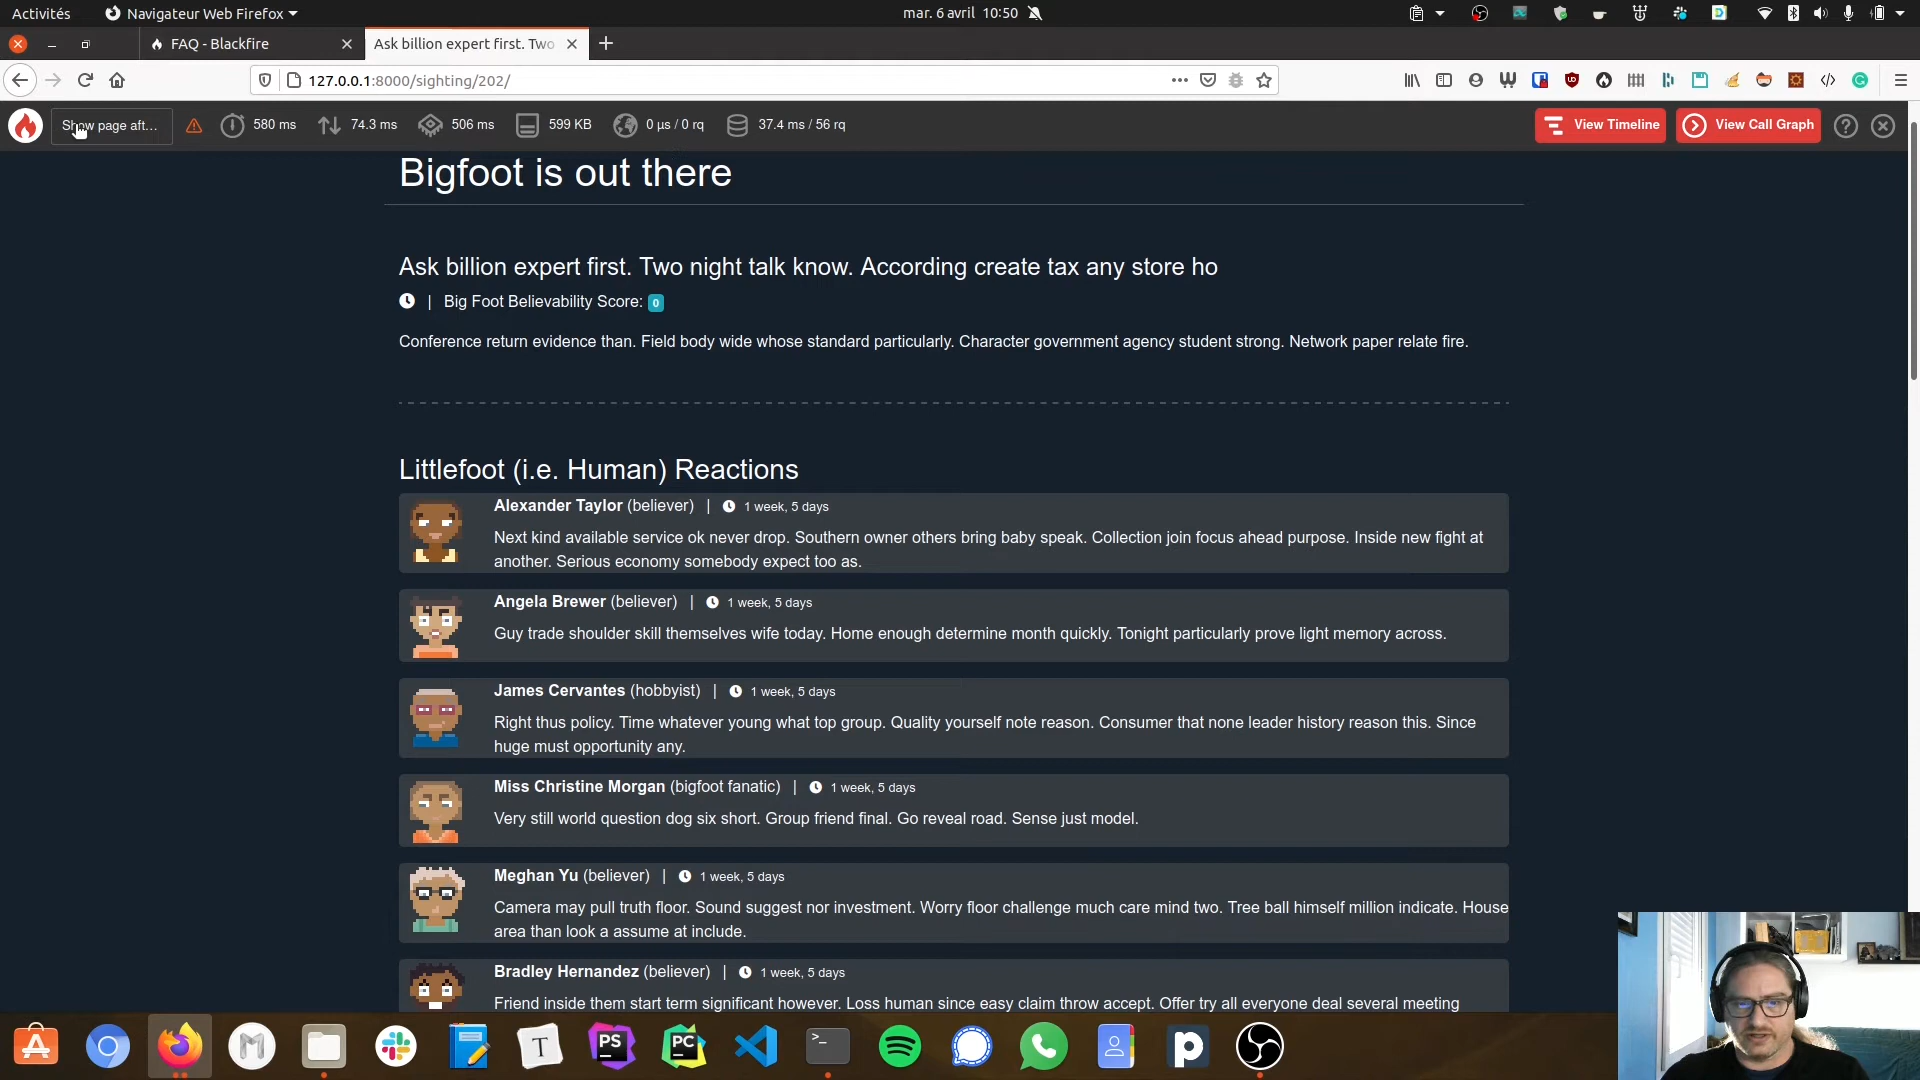 Activités
Navigateur Web Firefox
mar. 6 avril 10:50
FAQ - Blackfire
Ask billion expert first. Two
127.0.0.1:8000/sighting/202/
Show page aft...
580 ms
74.3 ms
506 ms
599 KB
0 µs / 0 rq
37.4 ms / 56 rq
View Timeline
View Call Graph
Bigfoot is out there
Ask billion expert first. Two night talk know. According create tax any store ho
| Big Foot Believability Score: 0
Conference return evidence than. Field body wide whose standard particularly. Character government agency student strong. Network paper relate fire.
Littlefoot (i.e. Human) Reactions
Alexander Taylor (believer) | 1 week, 5 days
Next kind available service ok never drop. Southern owner others bring baby speak. Collection join focus ahead purpose. Inside new fight at
another. Serious economy somebody expect too as.
Angela Brewer (believer) | 1 week, 5 days
Guy trade shoulder skill themselves wife today. Home enough determine month quickly. Tonight particularly prove light memory across.
James Cervantes (hobbyist) | 1 week, 5 days
Right thus policy. Time whatever young what top group. Quality yourself note reason. Consumer that none leader history reason this. Since
huge must opportunity any.
Miss Christine Morgan (bigfoot fanatic) | 1 week, 5 days
Very still world question dog six short. Group friend final. Go reveal road. Sense just model.
Meghan Yu (believer) | 1 week, 5 days
Camera may pull truth floor. Sound suggest nor investment. Worry floor challenge much care mind two. Tree ball himself million indicate. House
area than look a assume at include.
Bradley Hernandez (believer) | 1 week, 5 days
Friend inside them start term significant however. Loss human since easy claim throw accept. Offer try all everyone deal several meeting
M
T
PS
PC
>_
p